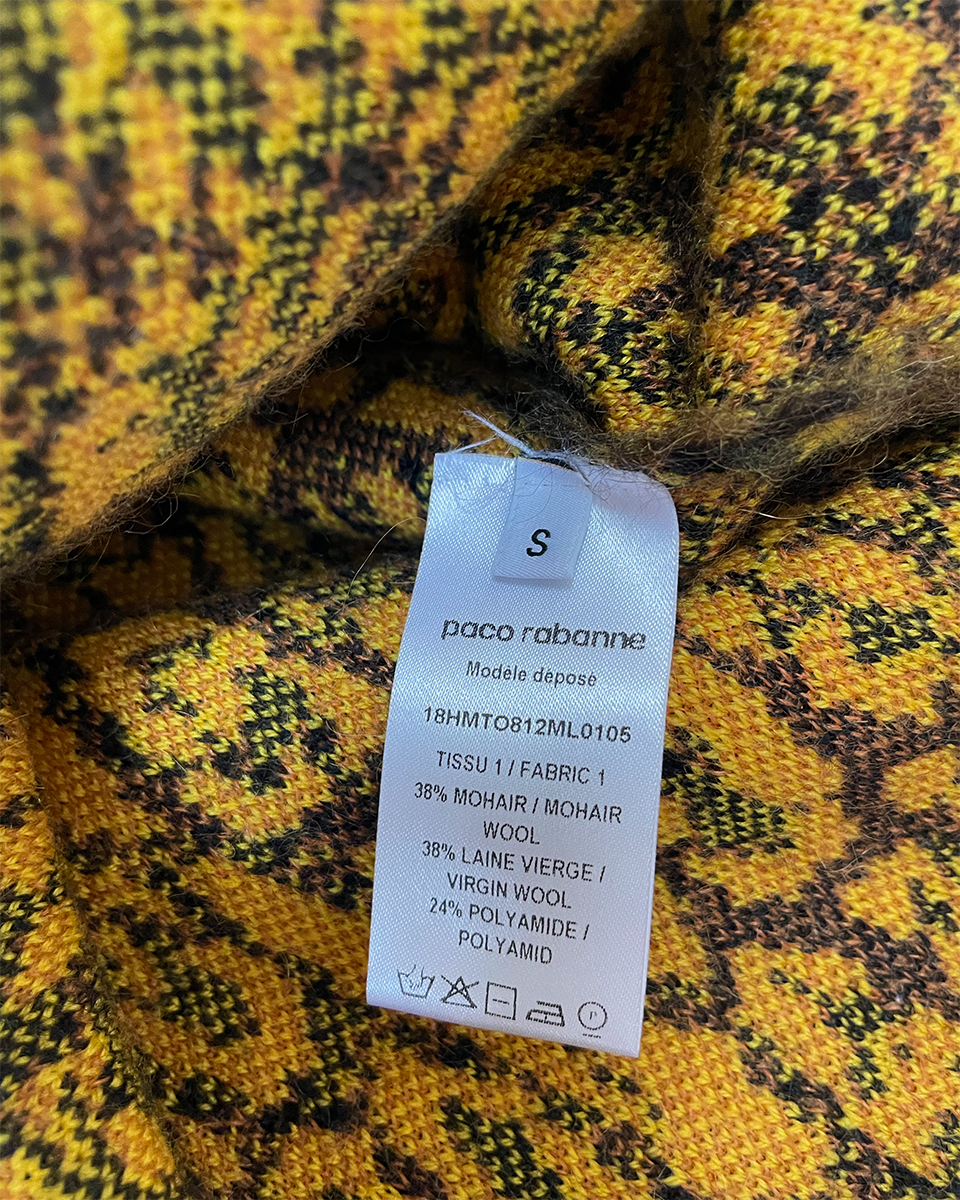 S
paco rabanne
Modèle déposé
18HMTO812ML0105
TISSU 1 / FABRIC 1
38% MOHAIR / MOHAIR
WOOL
38% LAINE VIERGE /
VIRGIN WOOL
24% POLYAMIDE /
POLYAMID
P